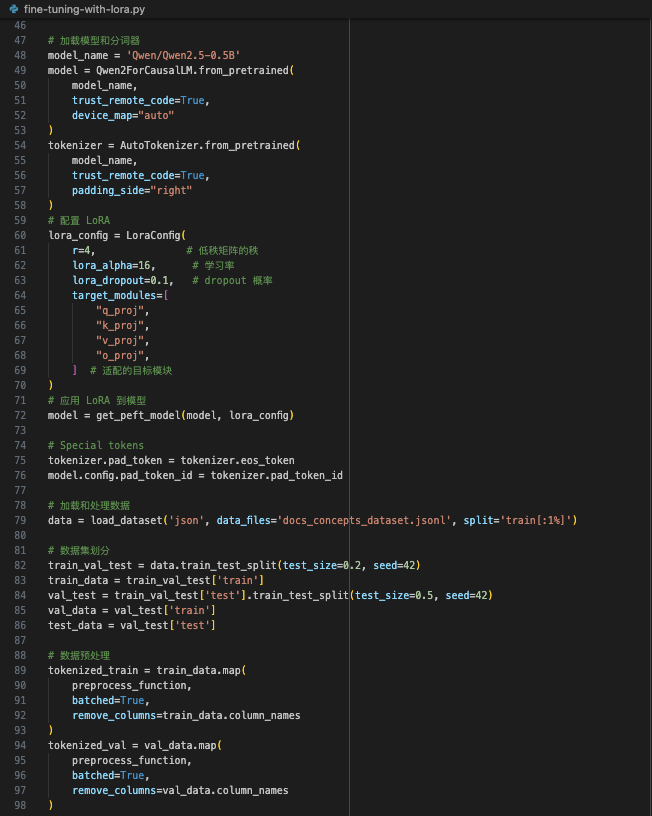 fine-tuning-with-lora.py
46
47 # 加载模型和分词器
48 model_name = 'Qwen/Qwen2.5-0.5B'
49 model = Qwen2ForCausalLM.from_pretrained(
50     model_name,
51     trust_remote_code=True,
52     device_map="auto"
53 )
54 tokenizer = AutoTokenizer.from_pretrained(
55     model_name,
56     trust_remote_code=True,
57     padding_side="right"
58 )
59 # 配置 LoRA
60 lora_config = LoraConfig(
61     r=4,               # 低秩矩阵的秩
62     lora_alpha=16,      # 学习率
63     lora_dropout=0.1,   # dropout 概率
64     target_modules=[
65         "q_proj",
66         "k_proj",
67         "v_proj",
68         "o_proj",
69     ]  # 适配的目标模块
70 )
71 # 应用 LoRA 到模型
72 model = get_peft_model(model, lora_config)
73
74 # Special tokens
75 tokenizer.pad_token = tokenizer.eos_token
76 model.config.pad_token_id = tokenizer.pad_token_id
77
78 # 加载和处理数据
79 data = load_dataset('json', data_files='docs_concepts_dataset.jsonl', split='train[:1%]')
80
81 # 数据集划分
82 train_val_test = data.train_test_split(test_size=0.2, seed=42)
83 train_data = train_val_test['train']
84 val_test = train_val_test['test'].train_test_split(test_size=0.5, seed=42)
85 val_data = val_test['train']
86 test_data = val_test['test']
87
88 # 数据预处理
89 tokenized_train = train_data.map(
90     preprocess_function,
91     batched=True,
92     remove_columns=train_data.column_names
93 )
94 tokenized_val = val_data.map(
95     preprocess_function,
96     batched=True,
97     remove_columns=val_data.column_names
98 )